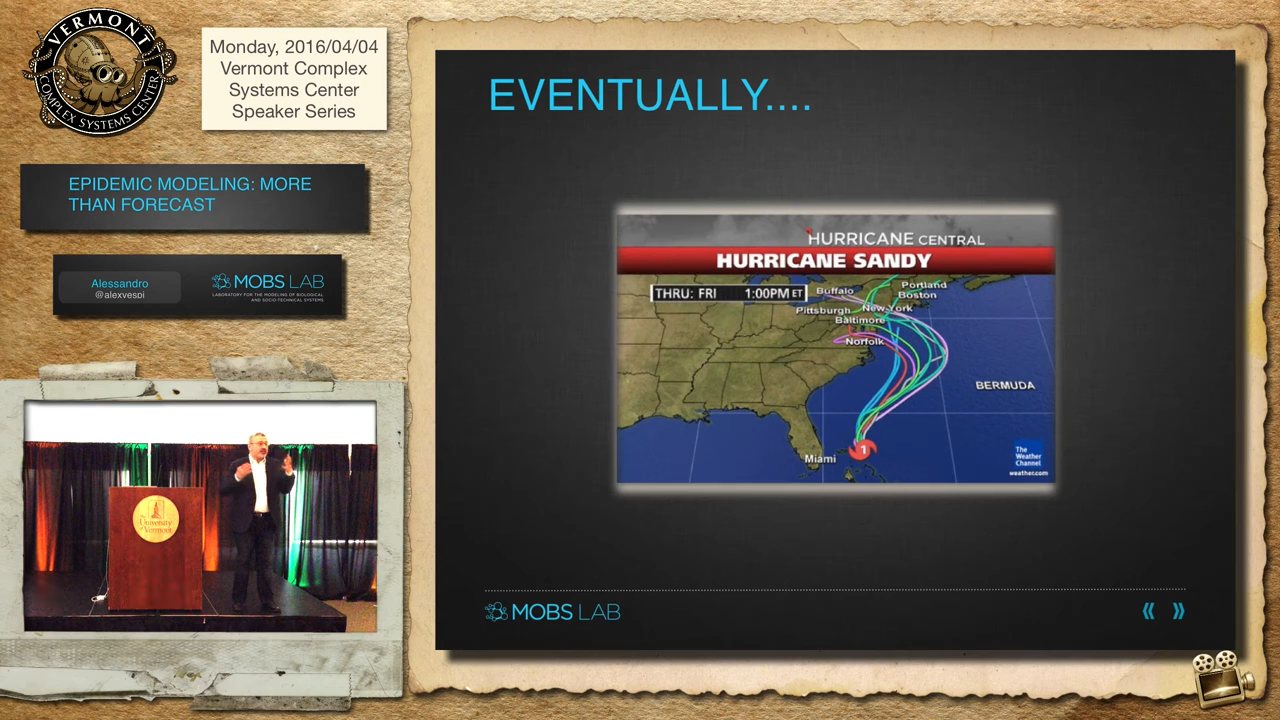 VERMONT
COMPLEX SYSTEMS CENTER
Monday, 2016/04/04
Vermont Complex
Systems Center
Speaker Series
EPIDEMIC MODELING: MORE
THAN FORECAST
Alessandro
@alexvespi
MOBS LAB
LABORATORY FOR THE MODELING OF BIOLOGICAL
AND SOCIO-TECHNICAL SYSTEMS
The
University
of Vermont
EVENTUALLY....
HURRICANE CENTRAL
HURRICANE SANDY
THRU: FRI 1:00PM ET
Buffalo
Portland
Boston
Pittsburgh
New York
Baltimore
Norfolk
BERMUDA
Miami
1
The
Weather
Channel
weather.com
MOBS LAB